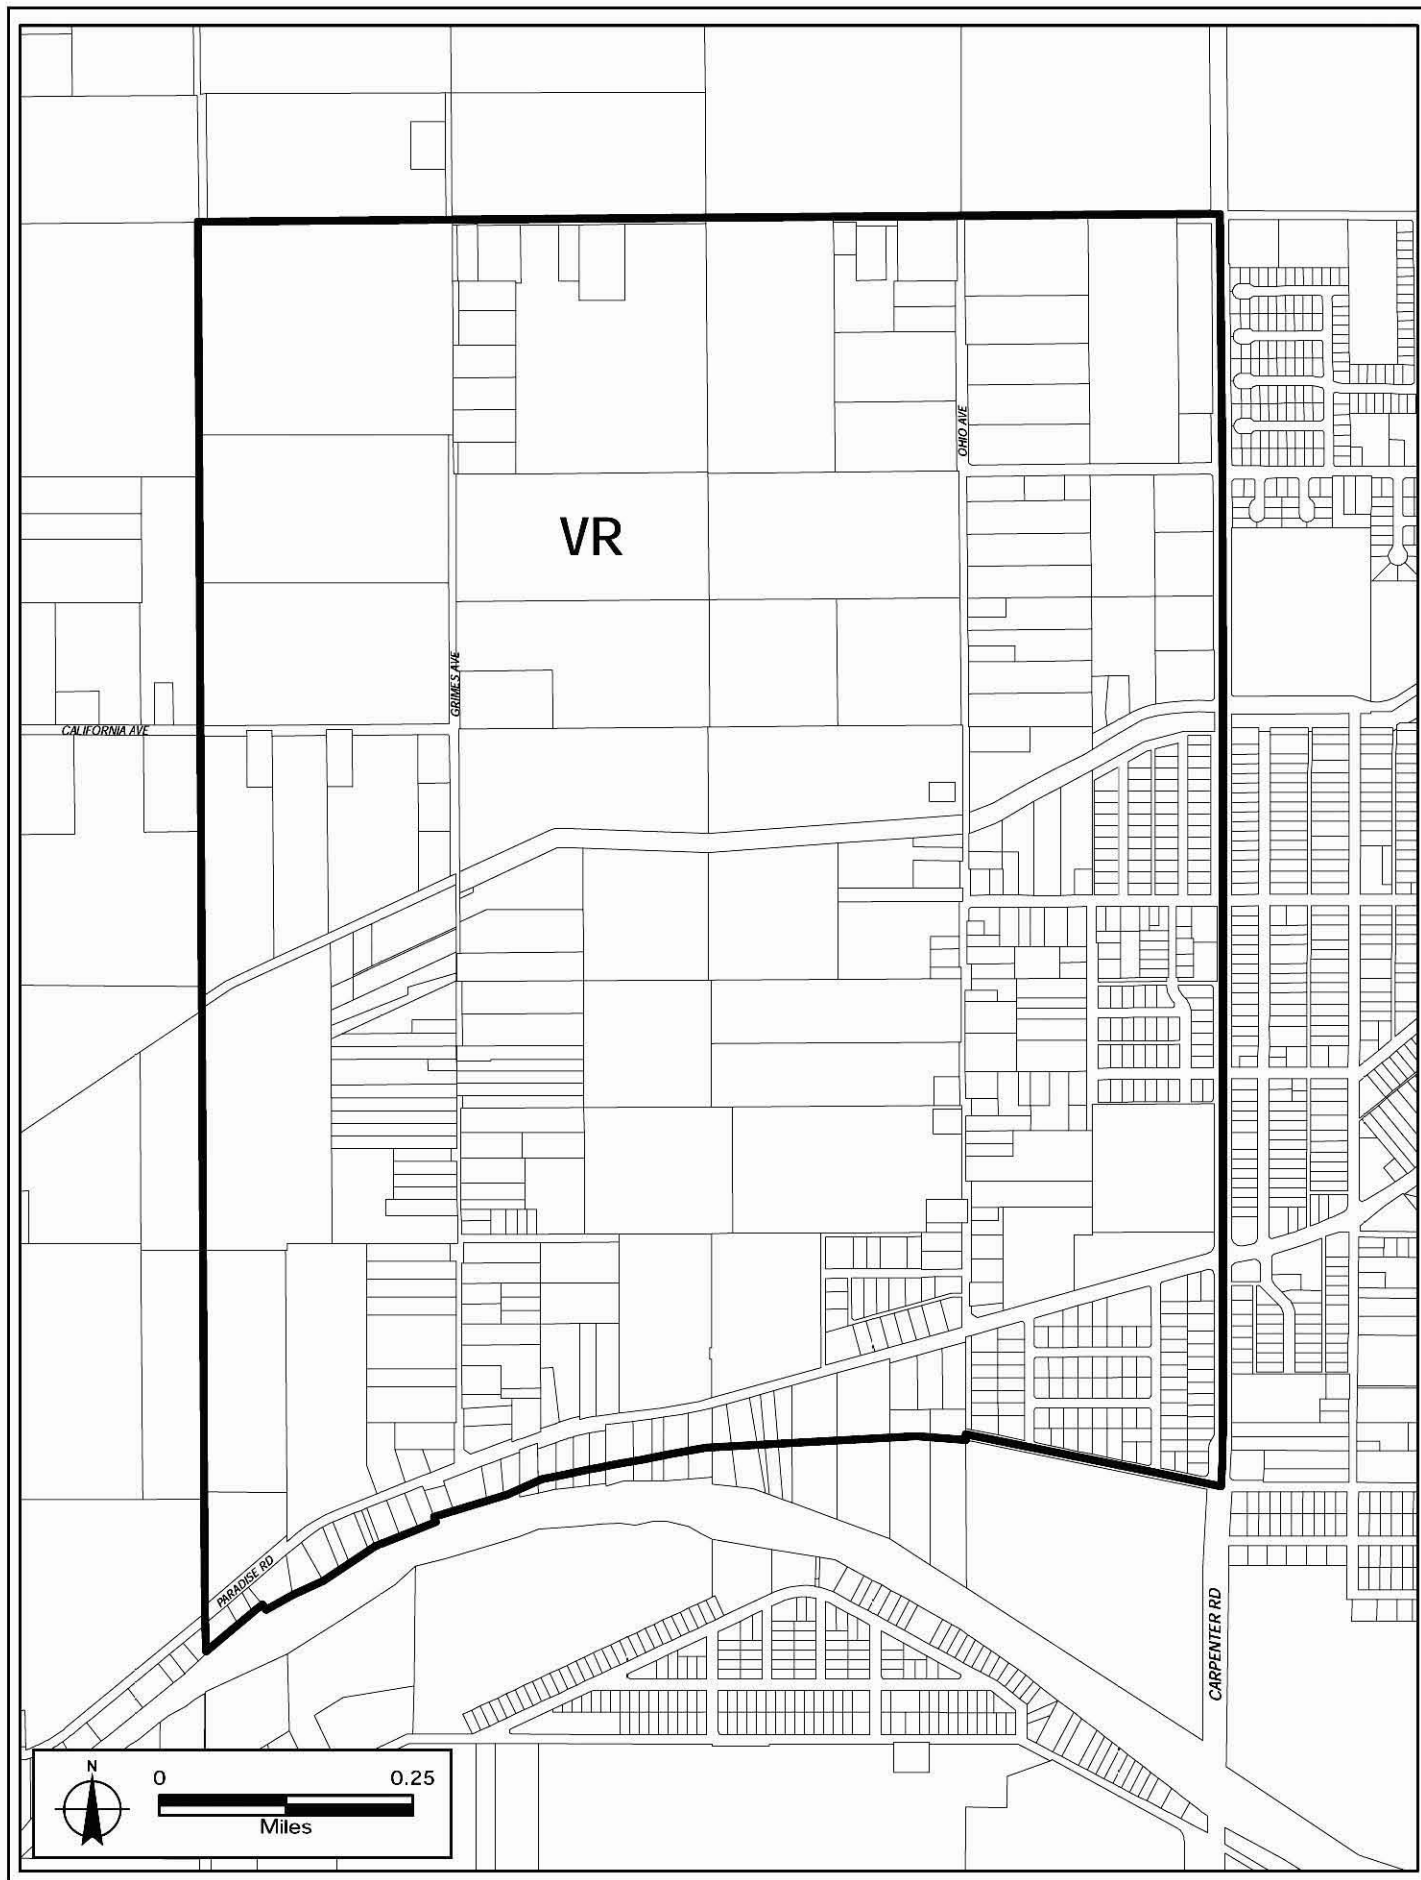 OHIO AVE
VR
GRIMES AVE
CALIFORNIA AVE
PARADISE RD
CARPENTER RD
N
0 0.25
Miles